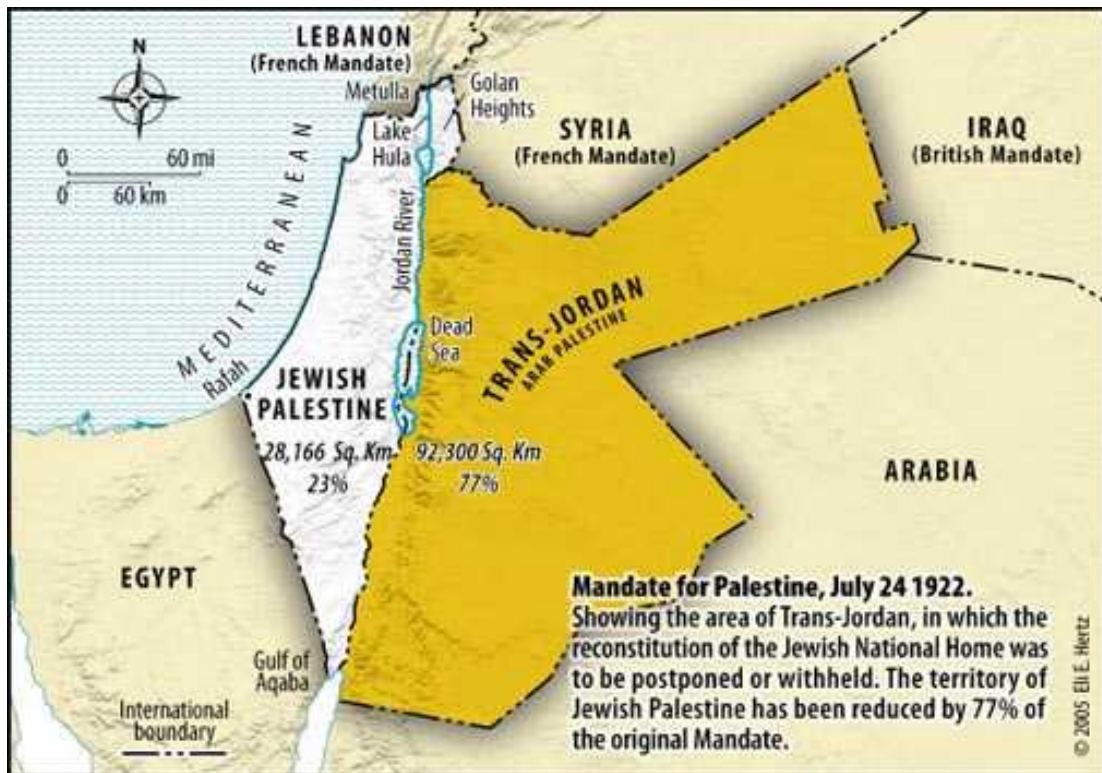 LEBANON
(French Mandate)
N
Metulla
Golan
Heights
Lake
Hula
SYRIA
(French Mandate)
IRAQ
(British Mandate)
0 60 mi
0 60 km
MEDITERRANEAN
Jordan River
TRANS-JORDAN
ARAB PALESTINE
Dead
Sea
Rafah
JEWISH
PALESTINE
28,166 Sq. Km
23%
92,300 Sq. Km
77%
ARABIA
EGYPT
Mandate for Palestine, July 24 1922.
Showing the area of Trans-Jordan, in which the
reconstitution of the Jewish National Home was
to be postponed or withheld. The territory of
Jewish Palestine has been reduced by 77% of
the original Mandate.
Gulf of
Aqaba
International
boundary
© 2005 Eli E. Hertz